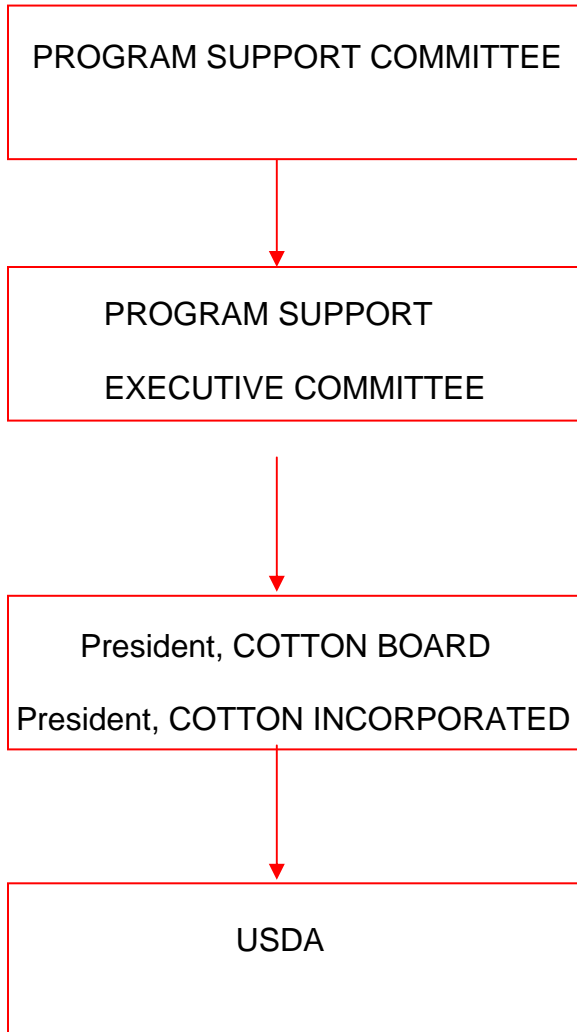 PROGRAM SUPPORT COMMITTEE
PROGRAM SUPPORT
EXECUTIVE COMMITTEE
President, COTTON BOARD
President, COTTON INCORPORATED
USDA